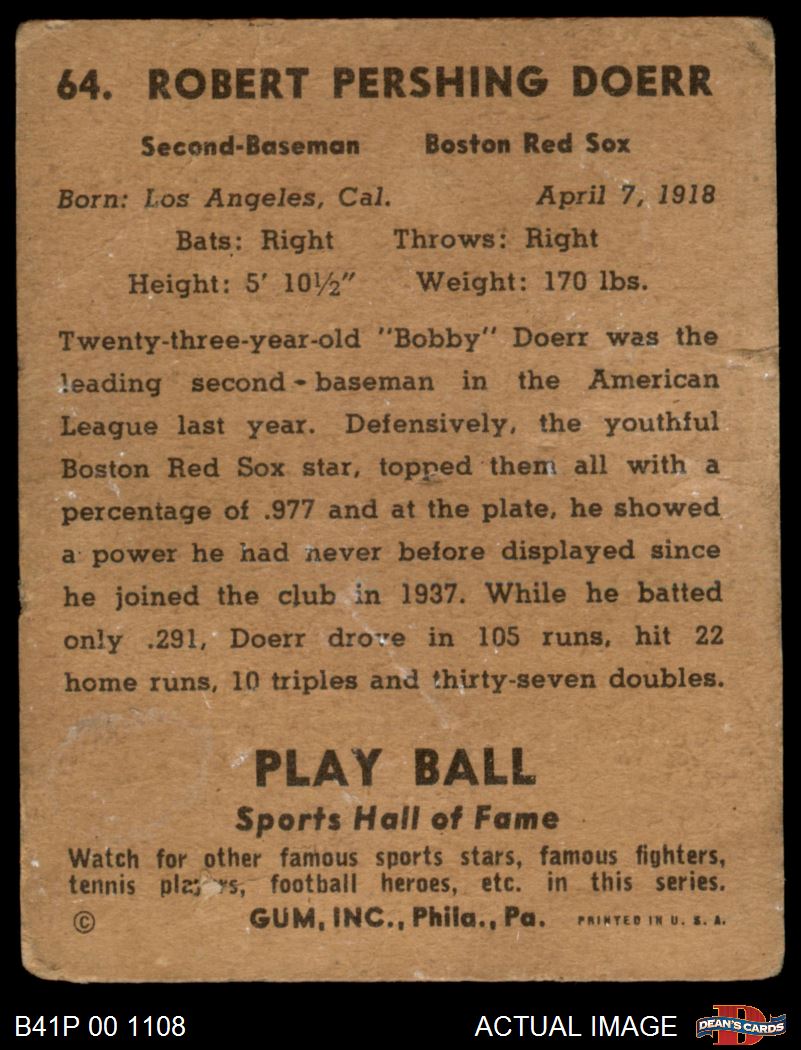 64. ROBERT PERSHING DOERR
Second-Baseman Boston Red Sox
Born: Los Angeles, Cal. April 7, 1918
Bats: Right Throws: Right
Height: 5' 10½" Weight: 170 lbs.
Twenty-three-year-old "Bobby" Doerr was the
leading second-baseman in the American
League last year. Defensively, the youthful
Boston Red Sox star, topped them all with a
percentage of .977 and at the plate, he showed
a power he had never before displayed since
he joined the club in 1937. While he batted
only .291, Doerr drove in 105 runs, hit 22
home runs, 10 triples and thirty-seven doubles.
PLAY BALL
Sports Hall of Fame
Watch for other famous sports stars, famous fighters,
tennis players, football heroes, etc. in this series.
© GUM, INC., Phila., Pa. PRINTED IN U. S. A.
B41P 00 1108 ACTUAL IMAGE DEAN'S CARDS